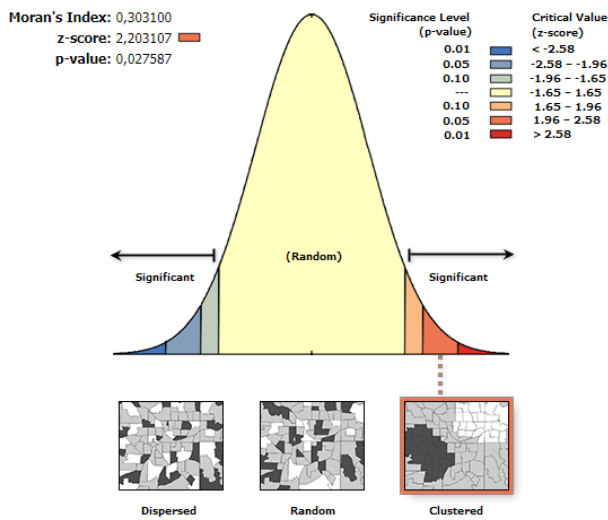 Moran's Index: 0,303100
z-score: 2,203107
p-value: 0,027587
Significance Level Critical Value
(p-value) (z-score)
0.01 < -2.58
0.05 -2.58 – -1.96
0.10 -1.96 – -1.65
--- -1.65 – 1.65
0.10 1.65 – 1.96
0.05 1.96 – 2.58
0.01 > 2.58
Significant (Random) Significant
Dispersed Random Clustered